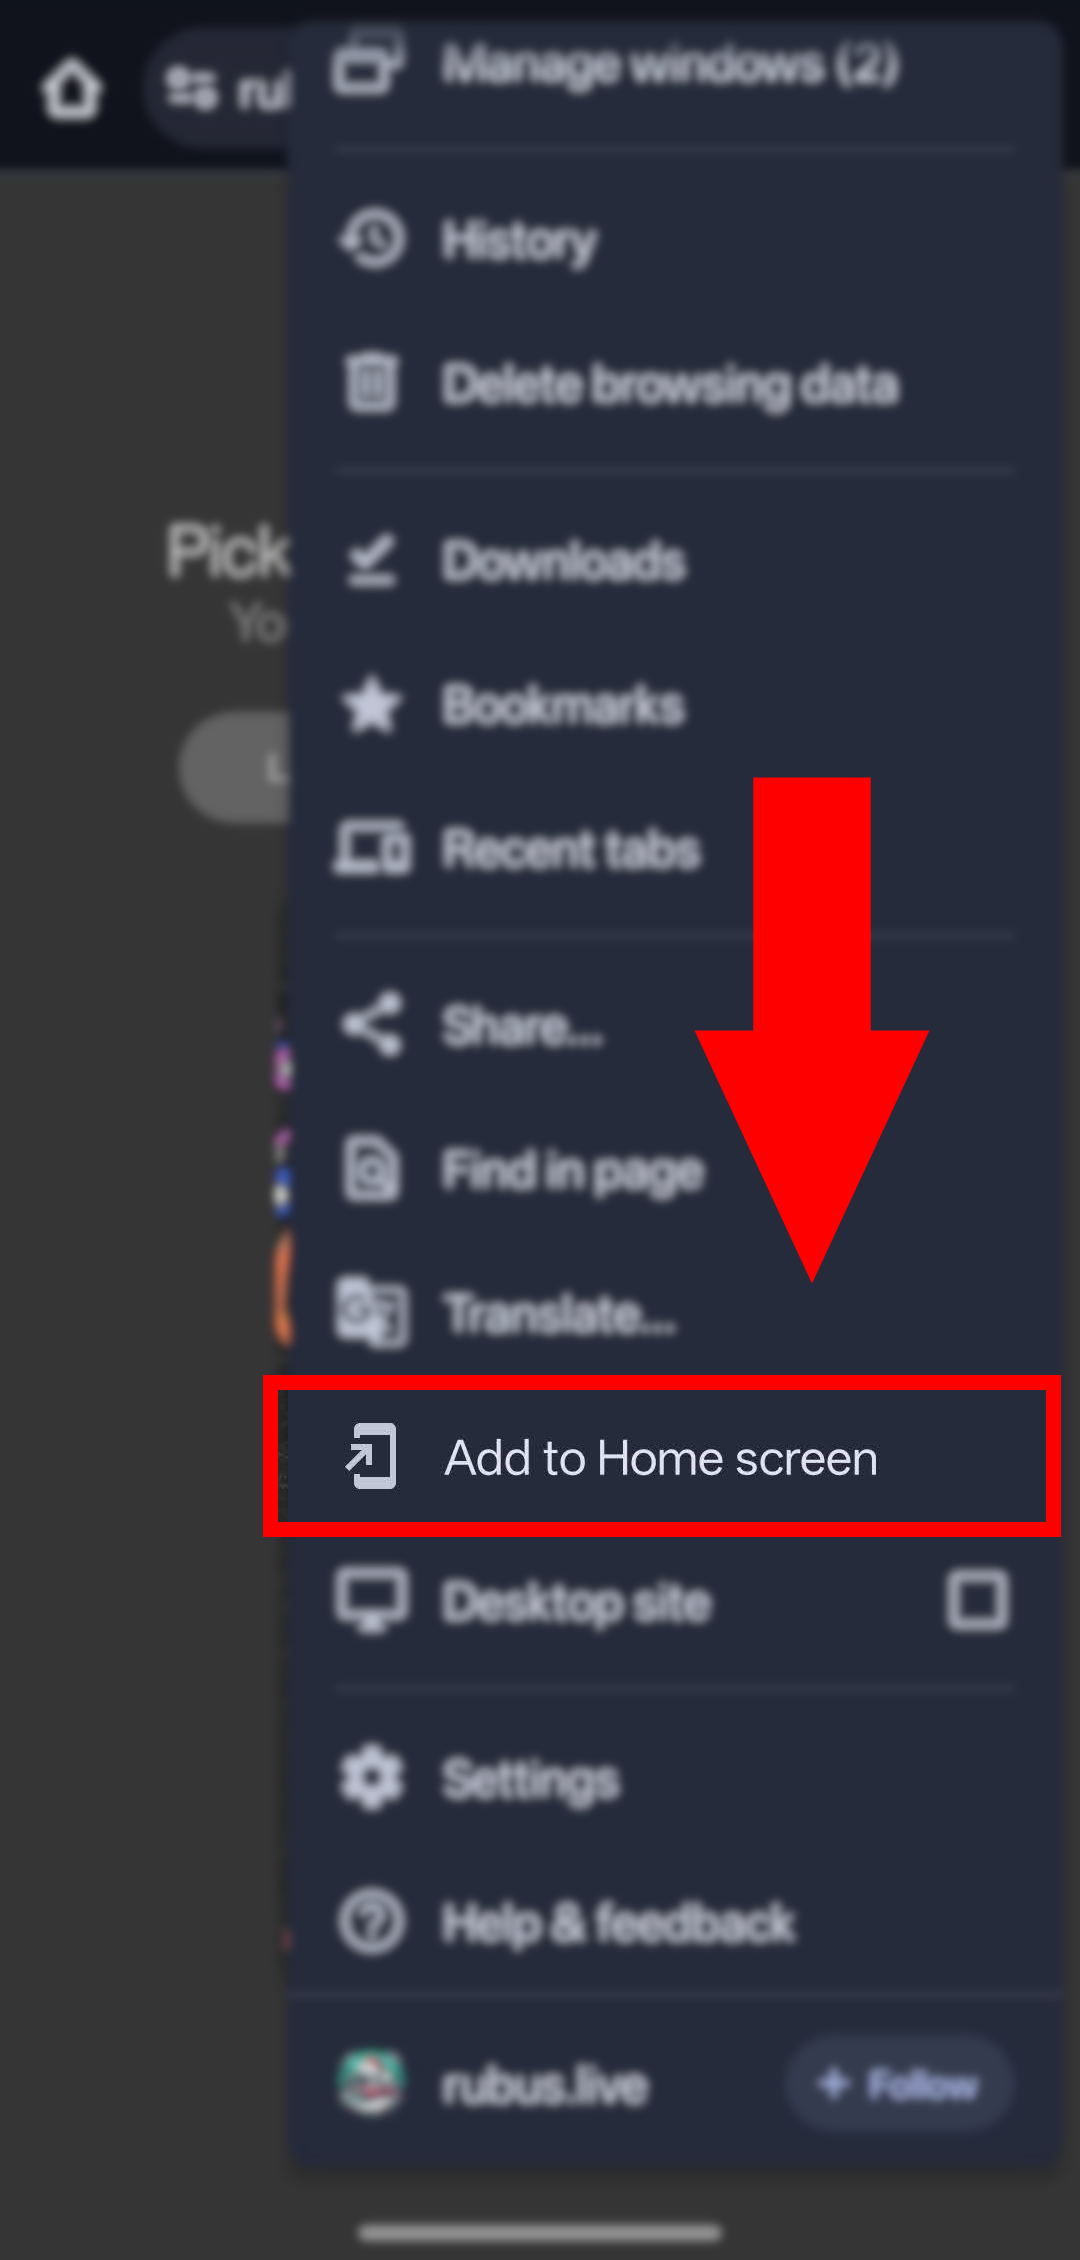 rul
Manage windows (2)
History
Delete browsing data
Pick
Downloads
Yo
Bookmarks
L
Recent tabs
Share...
Find in page
Translate...
Add to Home screen
Desktop site
Settings
Help & feedback
rubus.live
+ Follow